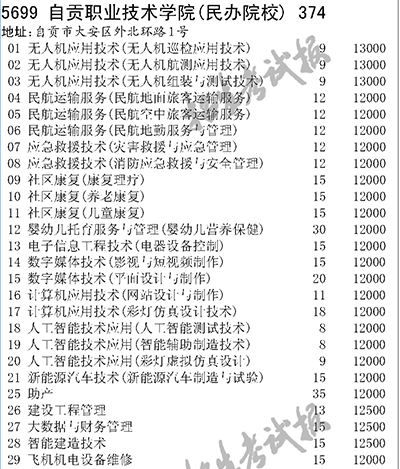 5699 自贡职业技术学院(民办院校) 374
地址:自贡市大安区外北环路1号
01 无人机应用技术(无人机巡检应用技术) 9 13000
02 无人机应用技术(无人机航测应用技术) 9 13000
03 无人机应用技术(无人机组装与测试技术) 9 13000
04 民航运输服务(民航地面旅客运输服务) 12 12000
05 民航运输服务(民航空中旅客运输服务) 12 12000
06 民航运输服务(民航地勤服务与管理) 12 12000
07 应急救援技术(灾害救援与应急管理) 12 12000
08 应急救援技术(消防应急救援与安全管理) 12 12000
09 社区康复(康复理疗) 15 12000
10 社区康复(养老康复) 15 12000
11 社区康复(儿童康复) 15 12000
12 婴幼儿托育服务与管理(婴幼儿营养保健) 30 12000
13 电子信息工程技术(电器设备控制) 15 12000
14 数字媒体技术(影视与短视频制作) 15 12000
15 数字媒体技术(平面设计与制作) 20 12000
16 计算机应用技术(网站设计与制作) 11 12000
17 计算机应用技术(彩灯仿真设计技术) 18 12000
18 人工智能技术应用(人工智能测试技术) 8 12000
19 人工智能技术应用(智能辅助制造技术) 8 12000
20 人工智能技术应用(彩灯虚拟仿真设计) 9 12000
21 新能源汽车技术(新能源汽车制造与试验) 15 12000
25 助产 35 12000
26 建设工程管理 13 12500
27 大数据与财务管理 15 12500
28 智能建造技术 15 12500
29 飞机机电设备维修 15 12000